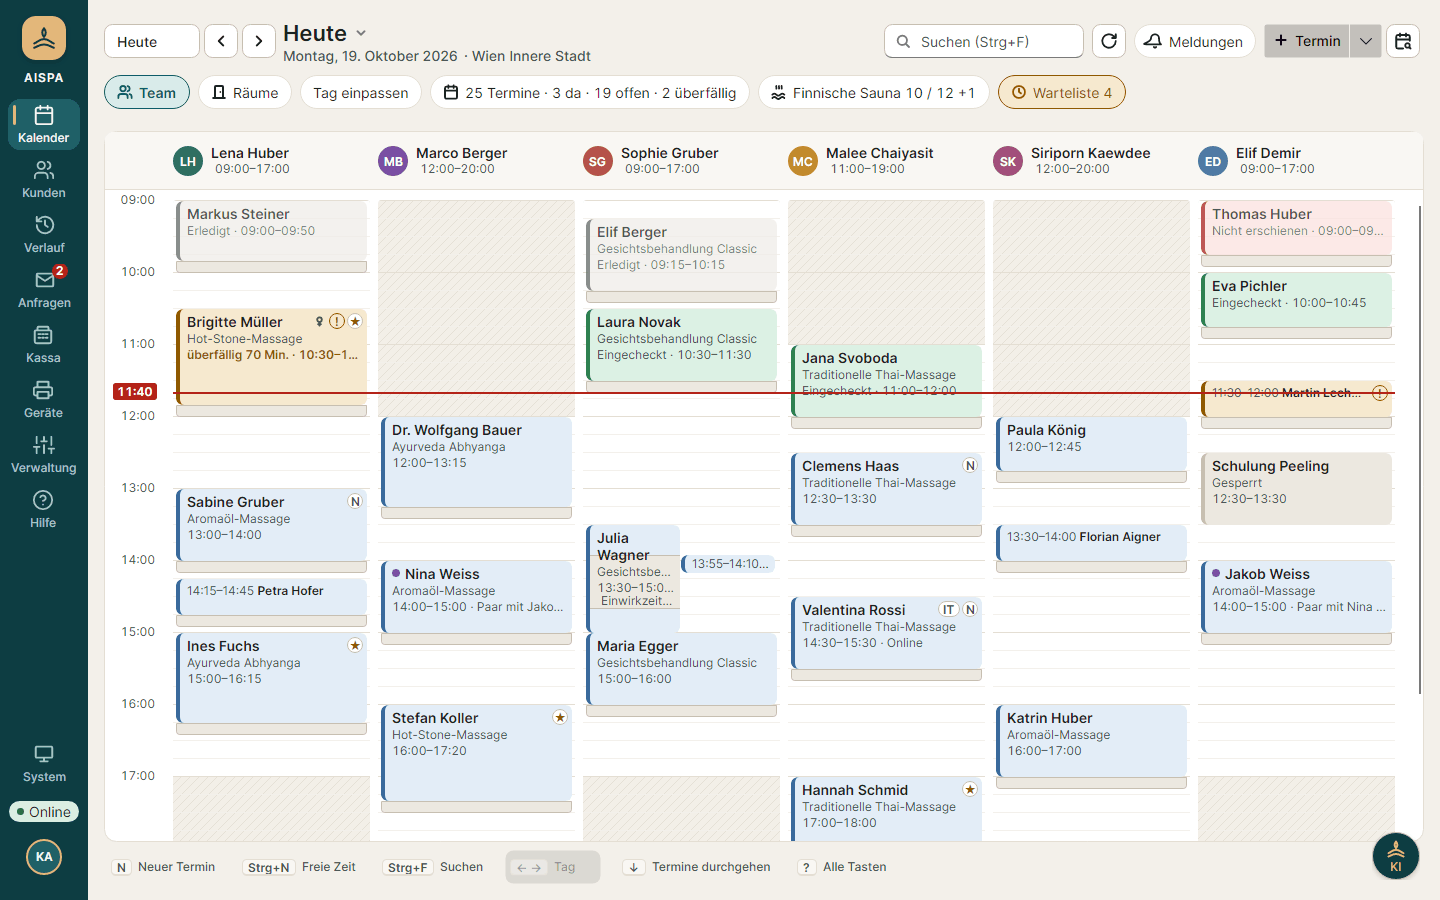 AISPA
Kalender
Kunden
Verlauf
2
Anfragen
Kassa
Geräte
Verwaltung
Hilfe
System
Online
KA
Heute
Heute
Montag, 19. Oktober 2026 · Wien Innere Stadt
Suchen (Strg+F)
Meldungen
Termin
Team
Räume
Tag einpassen
25 Termine · 3 da · 19 offen · 2 überfällig
Finnische Sauna 10 / 12 +1
Warteliste 4
LH
Lena Huber
09:00–17:00
MB
Marco Berger
12:00–20:00
SG
Sophie Gruber
09:00–17:00
MC
Malee Chaiyasit
11:00–19:00
SK
Siriporn Kaewdee
12:00–20:00
ED
Elif Demir
09:00–17:00
09:00
10:00
11:00
11:40
12:00
13:00
14:00
15:00
16:00
17:00
Markus Steiner
Erledigt · 09:00–09:50
Brigitte Müller
Hot-Stone-Massage
überfällig 70 Min. · 10:30–1...
Sabine Gruber
N
Aromaöl-Massage
13:00–14:00
14:15–14:45 Petra Hofer
Ines Fuchs
Ayurveda Abhyanga
15:00–16:15
Dr. Wolfgang Bauer
Ayurveda Abhyanga
12:00–13:15
Nina Weiss
Aromaöl-Massage
14:00–15:00 · Paar mit Jako...
Stefan Koller
Hot-Stone-Massage
16:00–17:20
Elif Berger
Gesichtsbehandlung Classic
Erledigt · 09:15–10:15
Laura Novak
Gesichtsbehandlung Classic
Eingecheckt · 10:30–11:30
Julia
Wagner
Gesichtsbe...
13:30–15:0...
Einwirkzeit...
13:55–14:10...
Maria Egger
Gesichtsbehandlung Classic
15:00–16:00
Jana Svoboda
Traditionelle Thai-Massage
Eingecheckt · 11:00–12:00
Clemens Haas
N
Traditionelle Thai-Massage
12:30–13:30
Valentina Rossi
IT N
Traditionelle Thai-Massage
14:30–15:30 · Online
Hannah Schmid
Traditionelle Thai-Massage
17:00–18:00
Paula König
12:00–12:45
13:30–14:00 Florian Aigner
Katrin Huber
Aromaöl-Massage
16:00–17:00
Thomas Huber
Nicht erschienen · 09:00–09...
Eva Pichler
Eingecheckt · 10:00–10:45
11:30–12:00 Martin Lech...
Schulung Peeling
Gesperrt
12:30–13:30
Jakob Weiss
Aromaöl-Massage
14:00–15:00 · Paar mit Nina ...
N Neuer Termin
Strg+N Freie Zeit
Strg+F Suchen
← → Tag
↓ Termine durchgehen
? Alle Tasten
KI